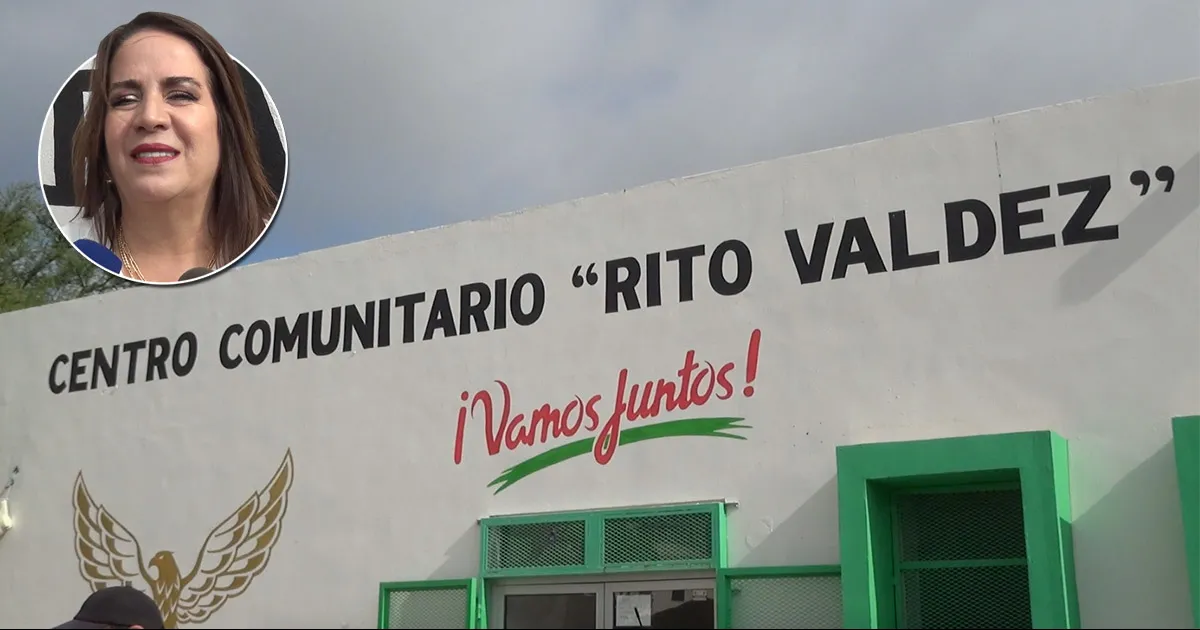 CENTRO COMUNITARIO “RITO VALDEZ”
¡Vamos Juntos!